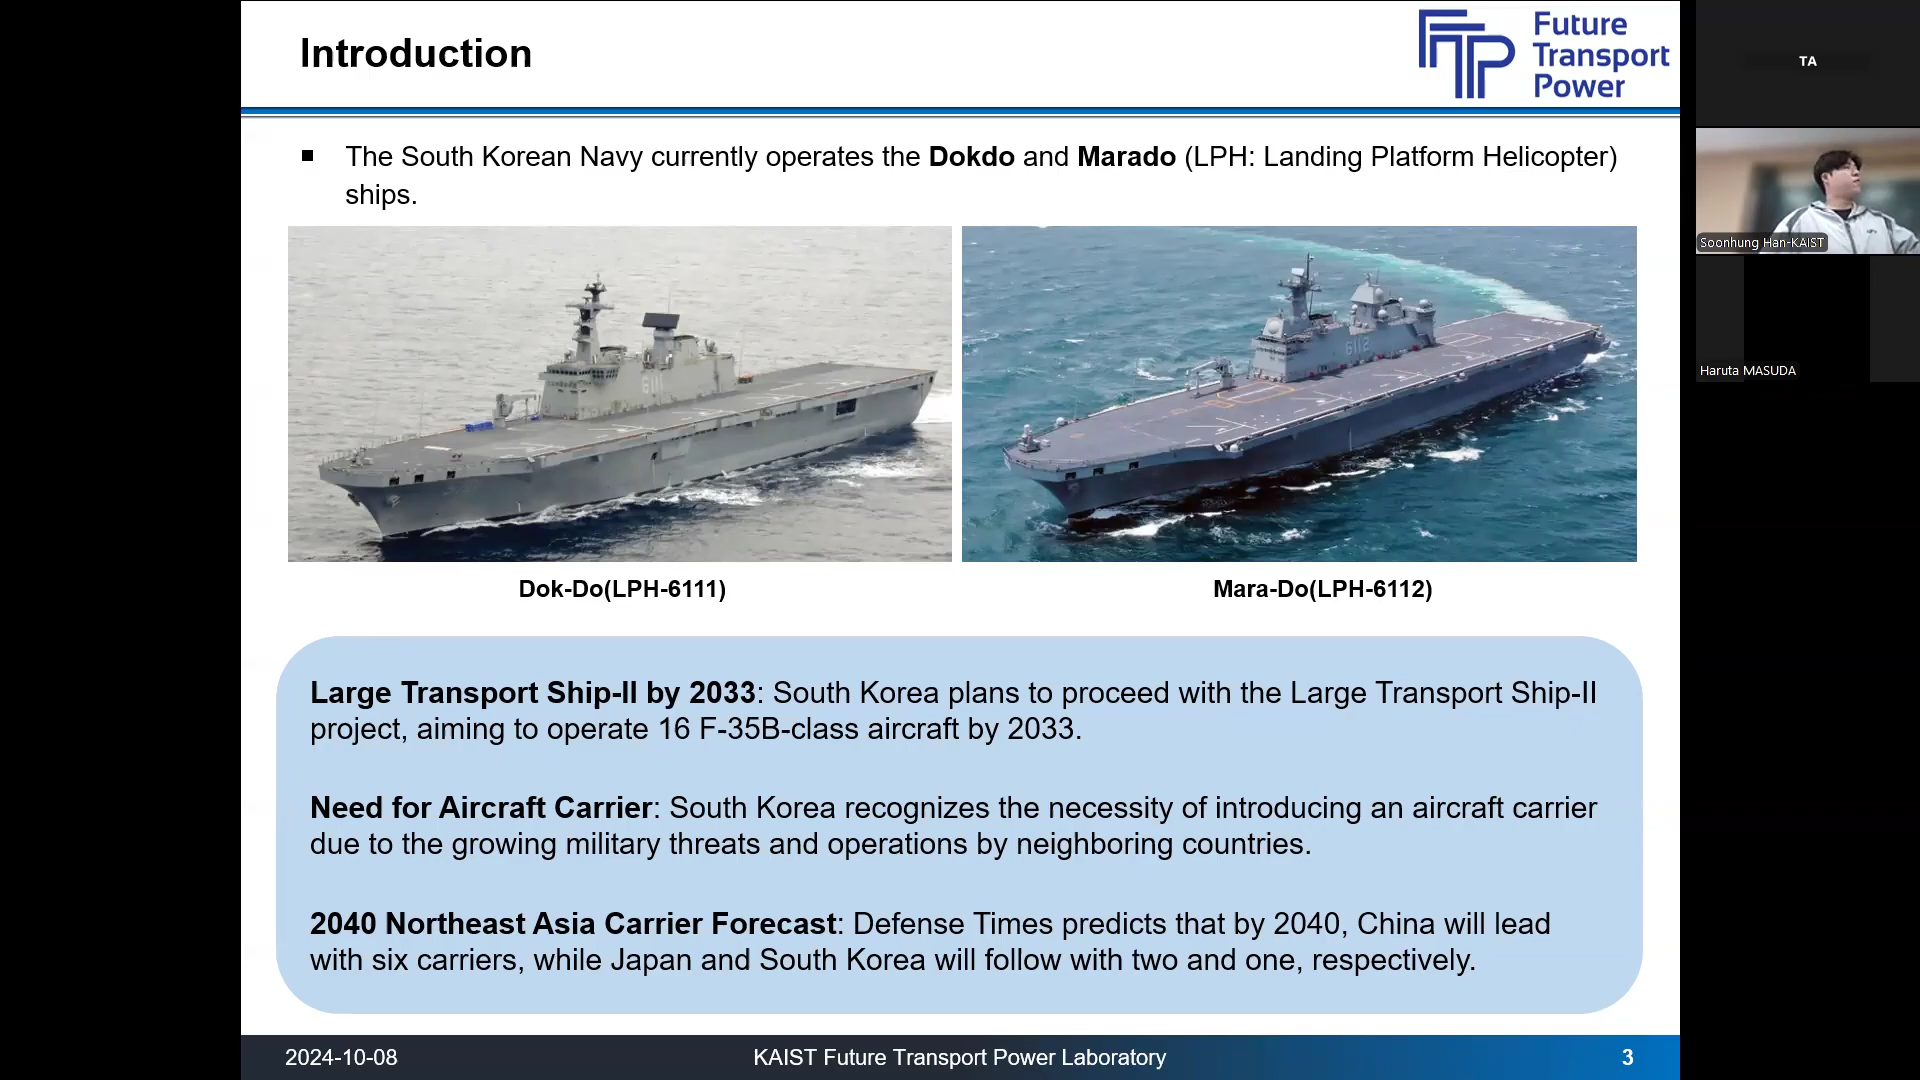 Introduction
Future
Transport
Power
The South Korean Navy currently operates the Dokdo and Marado (LPH: Landing Platform Helicopter)
ships.
6111
6112
Dok-Do(LPH-6111)
Mara-Do(LPH-6112)
Large Transport Ship-II by 2033: South Korea plans to proceed with the Large Transport Ship-II
project, aiming to operate 16 F-35B-class aircraft by 2033.
Need for Aircraft Carrier: South Korea recognizes the necessity of introducing an aircraft carrier
due to the growing military threats and operations by neighboring countries.
2040 Northeast Asia Carrier Forecast: Defense Times predicts that by 2040, China will lead
with six carriers, while Japan and South Korea will follow with two and one, respectively.
2024-10-08
KAIST Future Transport Power Laboratory
3
TA
Soonhung Han-KAIST
Haruta MASUDA